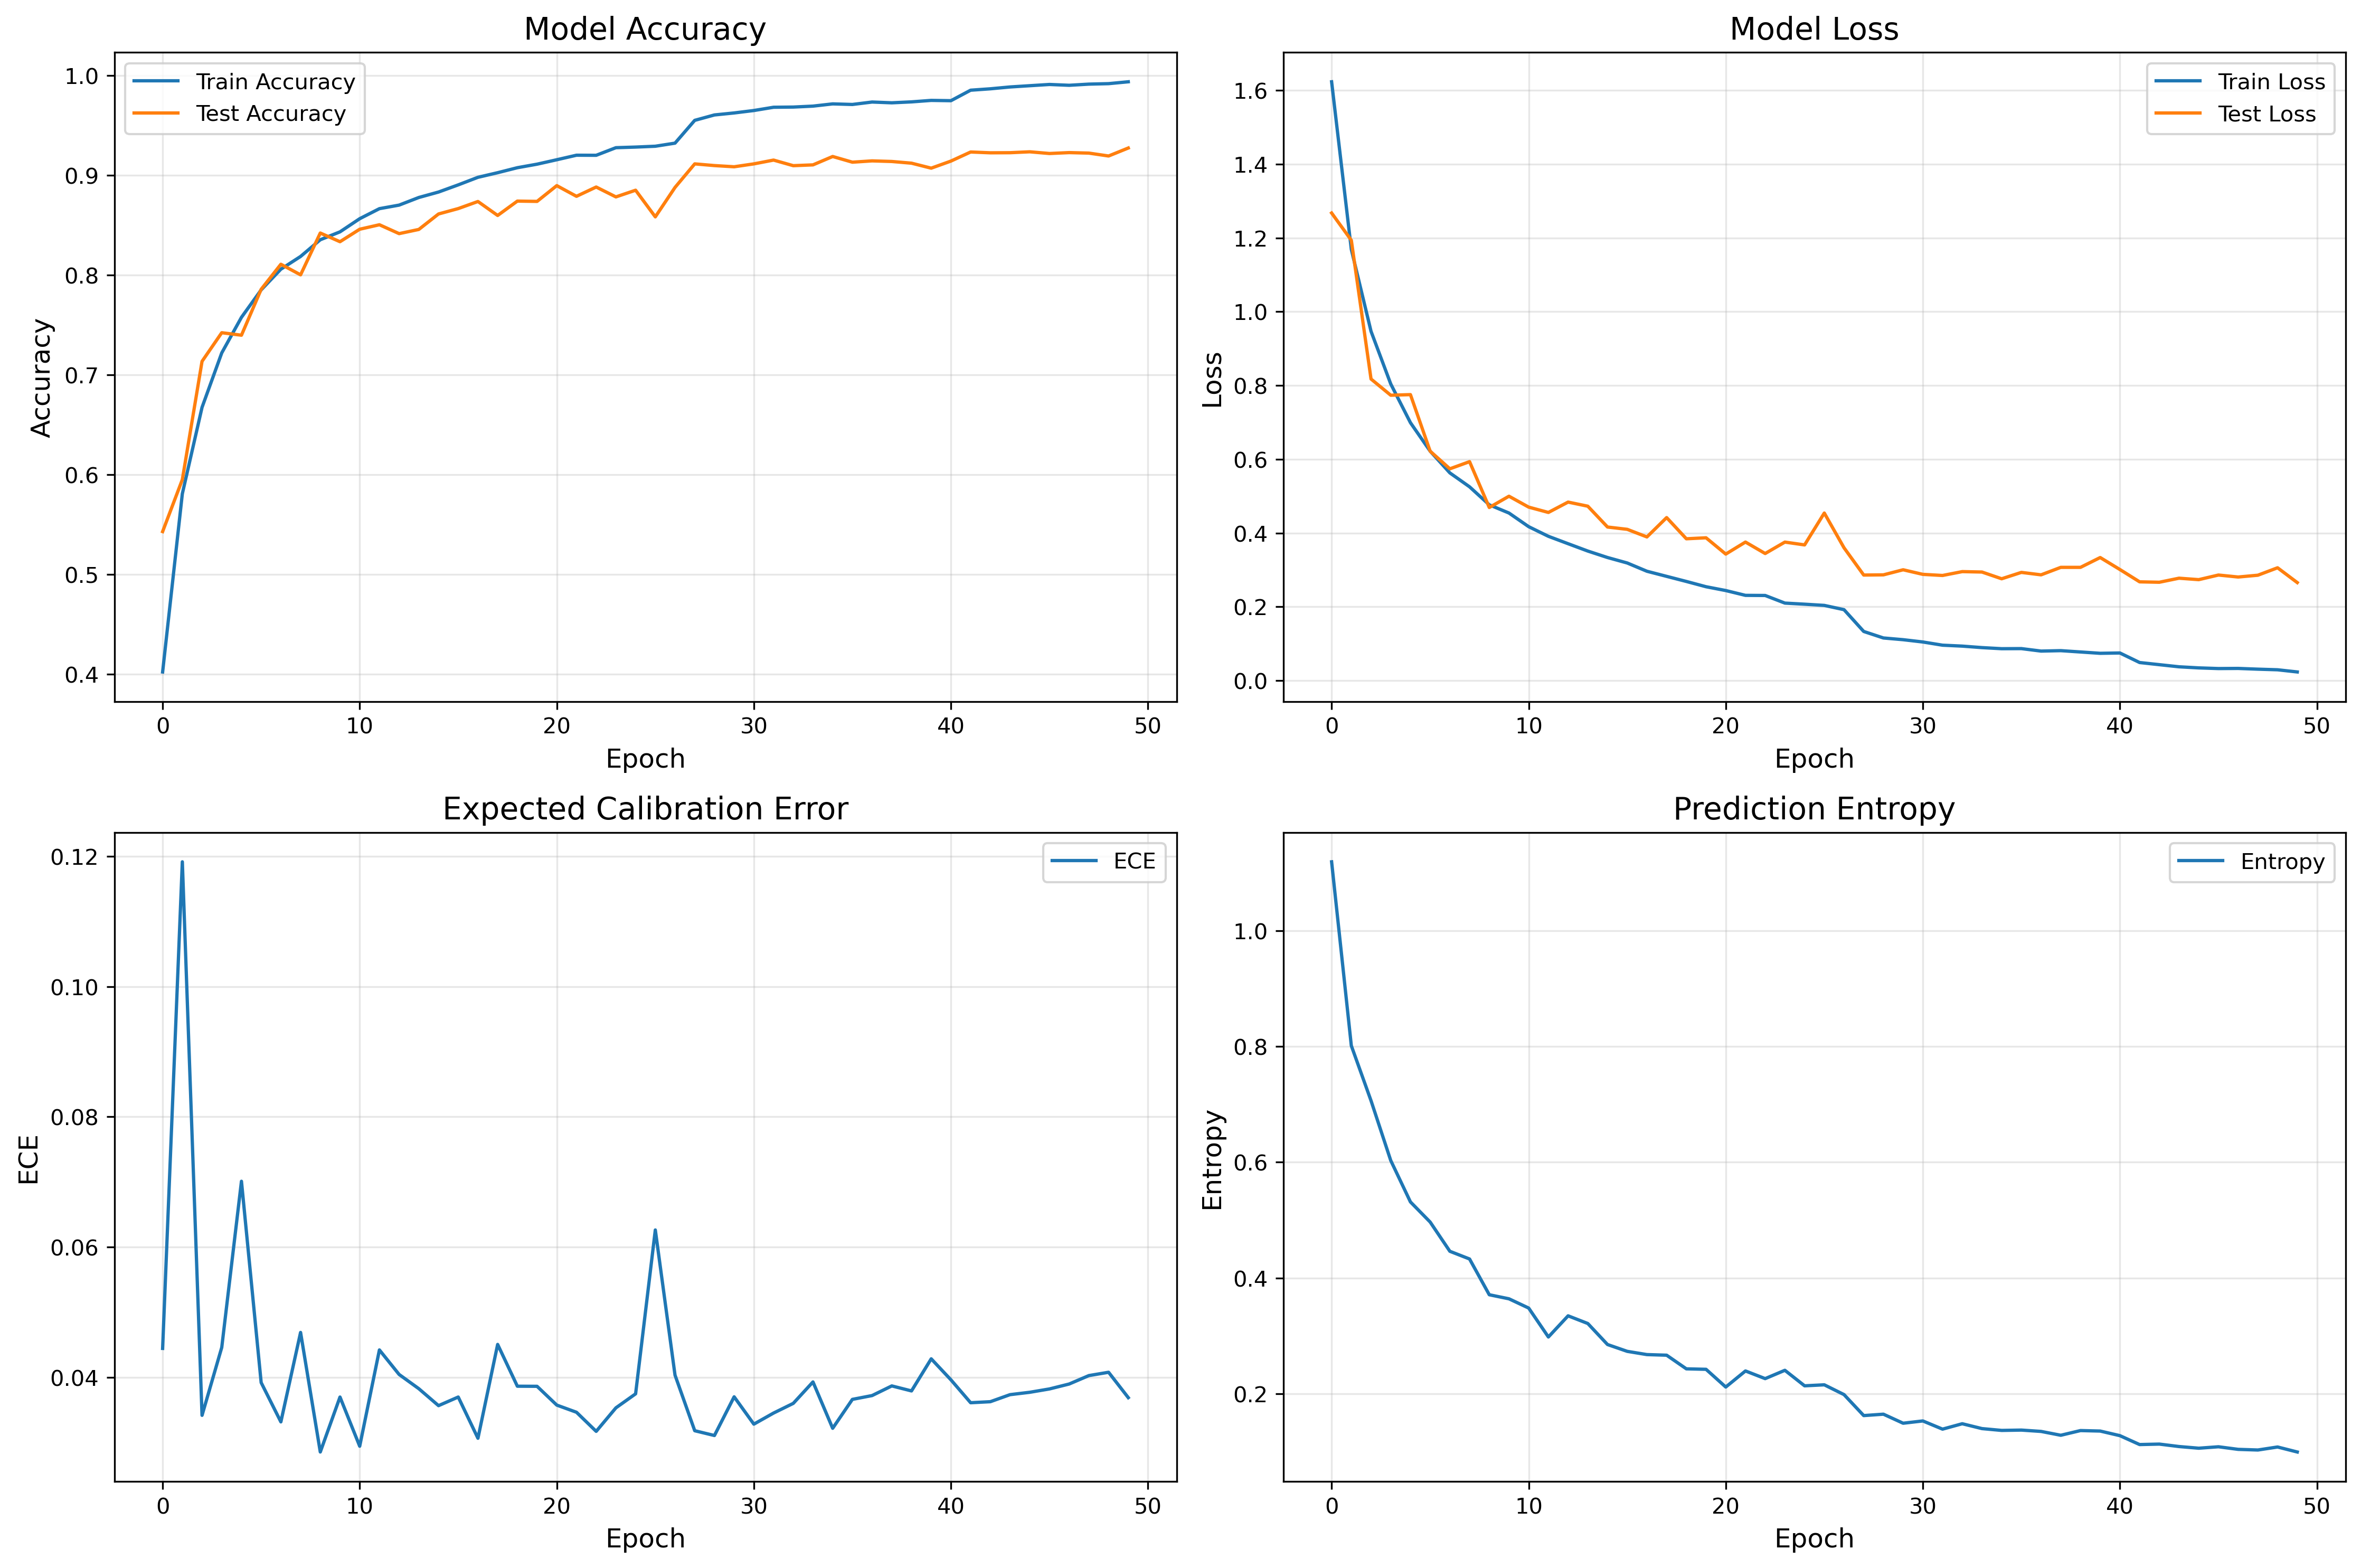 Model Accuracy
Train Accuracy
Test Accuracy
1.0
0.9
0.8
0.7
0.6
0.5
0.4
Accuracy
0 10 20 30 40 50
Epoch
Model Loss
Train Loss
Test Loss
1.6
1.4
1.2
1.0
0.8
0.6
0.4
0.2
0.0
Loss
0 10 20 30 40 50
Epoch
Expected Calibration Error
ECE
0.12
0.10
0.08
0.06
0.04
ECE
0 10 20 30 40 50
Epoch
Prediction Entropy
Entropy
1.0
0.8
0.6
0.4
0.2
Entropy
0 10 20 30 40 50
Epoch